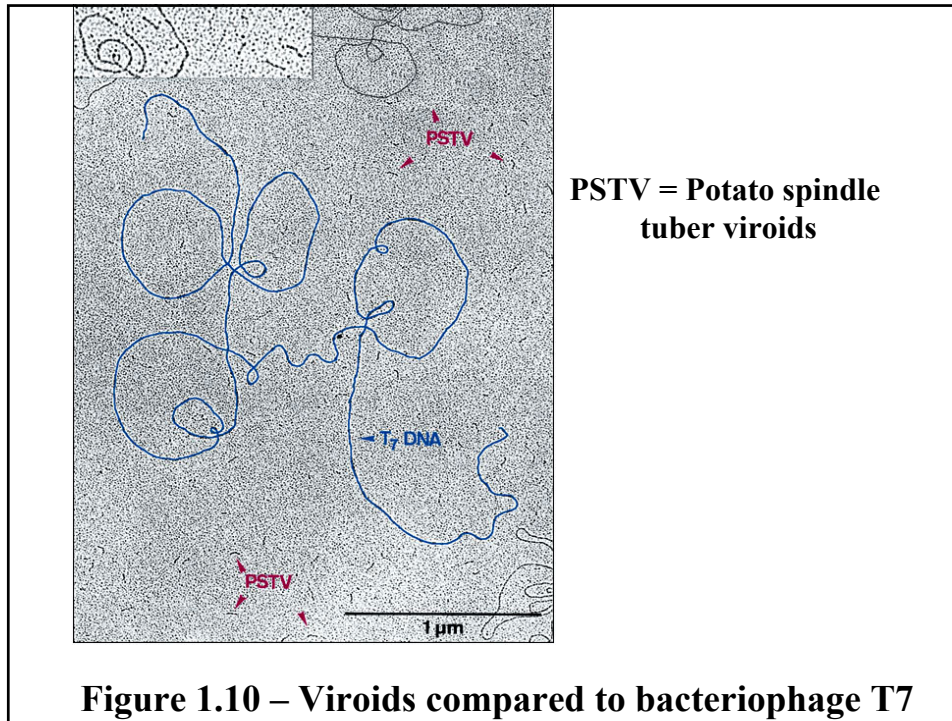 PSTV
PSTV = Potato spindle
tuber viroids
T₇ DNA
PSTV
1 μm
Figure 1.10 – Viroids compared to bacteriophage T7